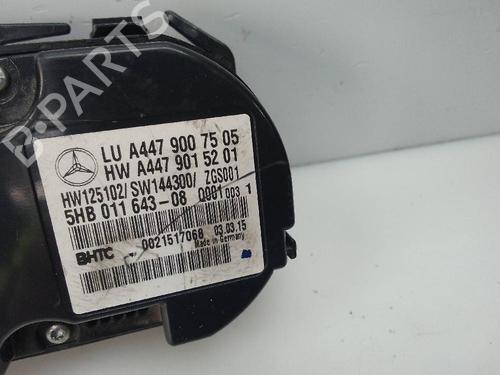 LU A447 900 75 05
HW A447 901 52 01
HW125102/ SW144300/ ZGS001
5HB 011 643-08 0001 003 1
BHTC 0021517068 03.03.15
Made in Germany
B-PARTS